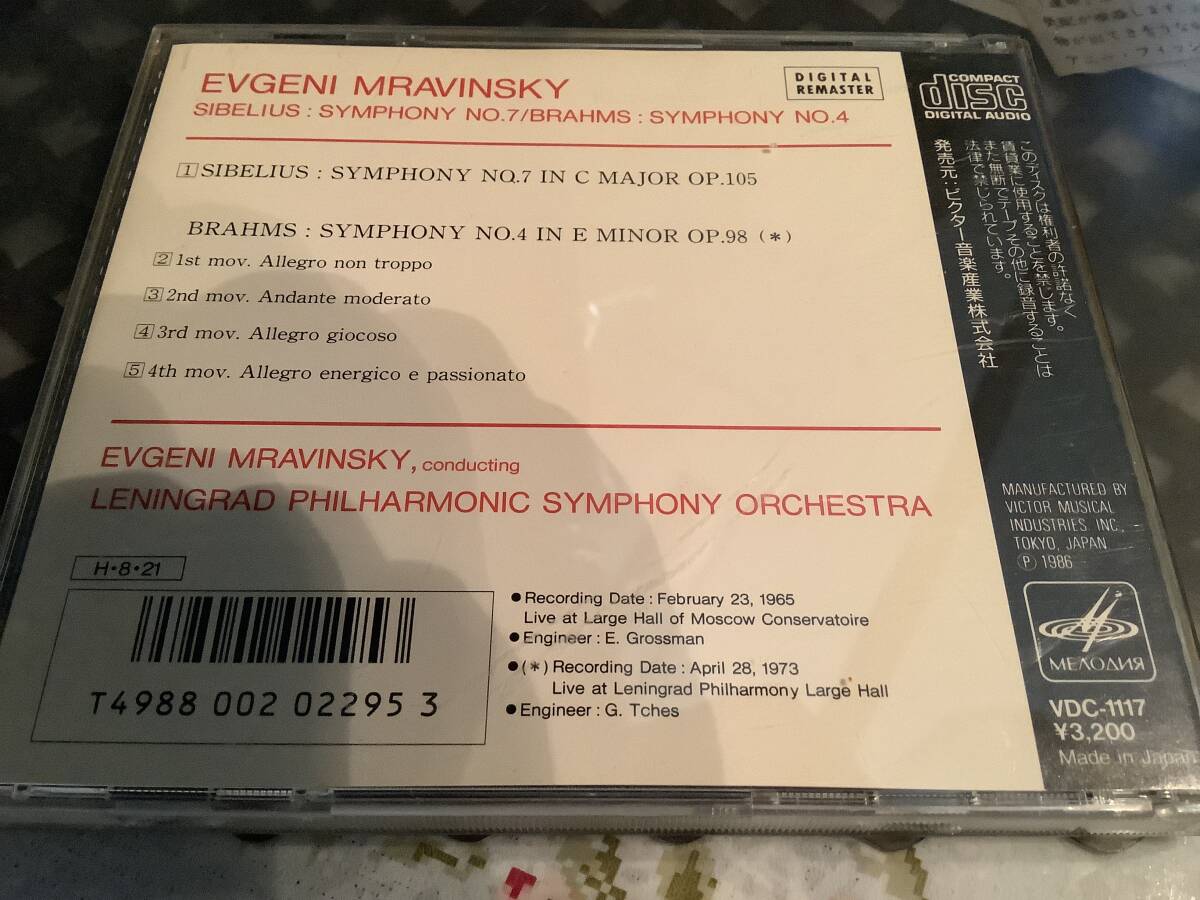 EVGENI MRAVINSKY
SIBELIUS : SYMPHONY NO.7/BRAHMS : SYMPHONY NO.4
DIGITAL
REMASTER
1 SIBELIUS : SYMPHONY NO.7 IN C MAJOR OP.105
BRAHMS : SYMPHONY NO.4 IN E MINOR OP.98 (*)
2 1st mov. Allegro non troppo
3 2nd mov. Andante moderato
4 3rd mov. Allegro giocoso
5 4th mov. Allegro energico e passionato
EVGENI MRAVINSKY, conducting
LENINGRAD PHILHARMONIC SYMPHONY ORCHESTRA
H•8•21
T4988 002 02295 3
●Recording Date : February 23, 1965
Live at Large Hall of Moscow Conservatoire
●Engineer : E. Grossman
●(*) Recording Date : April 28, 1973
Live at Leningrad Philharmony Large Hall
●Engineer : G. Tches
COMPACT
disc
DIGITAL AUDIO
このディスクは権利者の許諾なく
賃貸業に使用することを禁じます。
また無断でテープその他に録音することは
法律で禁じられています。
発売元:ビクター音楽産業株式会社
MANUFACTURED BY
VICTOR MUSICAL
INDUSTRIES, INC.,
TOKYO, JAPAN
Ⓟ 1986
МЕЛОДИЯ
VDC-1117
¥3,200
Made in Japan